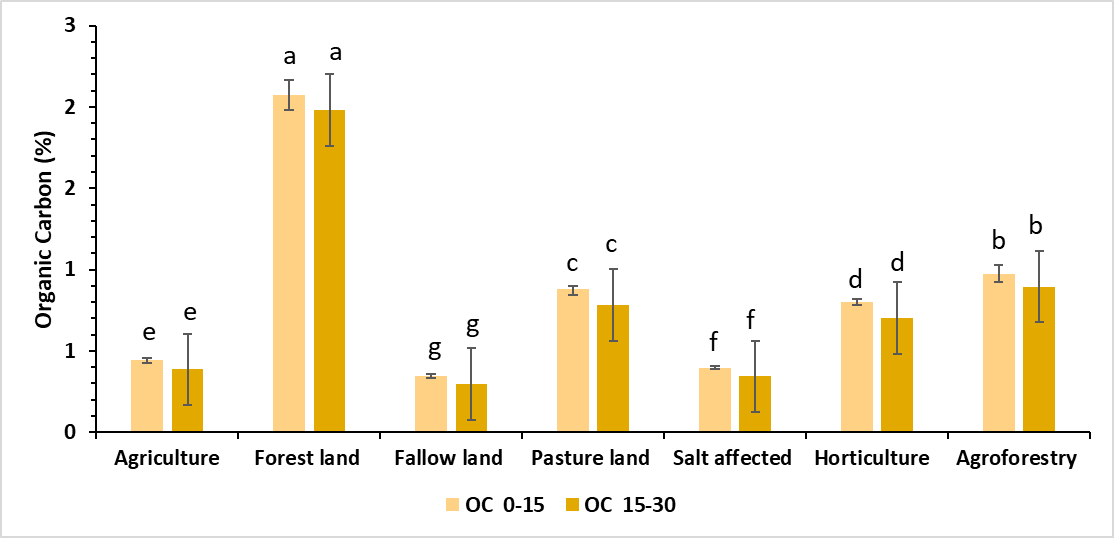 Organic Carbon (%)
3
2
2
1
1
0
e e a a g g c c f f d d b b
Agriculture Forest land Fallow land Pasture land Salt affected Horticulture Agroforestry
OC 0-15 OC 15-30